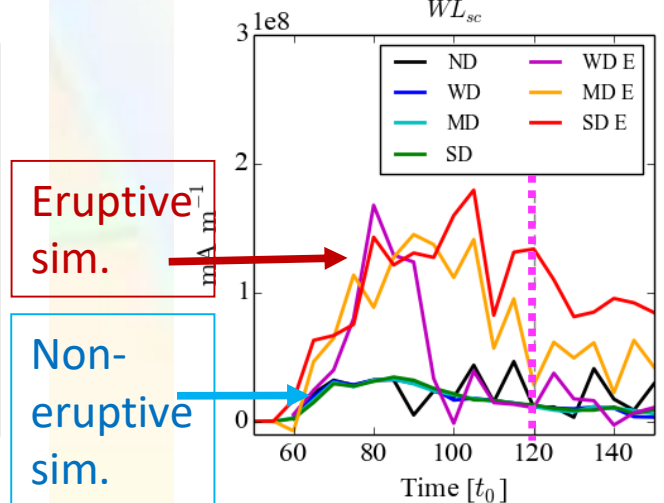 WL_sc
1e8
3
2
1
0
mA m^-1
ND
WD
MD
SD
WD E
MD E
SD E
Eruptive
sim.
Non-
eruptive
sim.
60 80 100 120 140
Time [t_0]